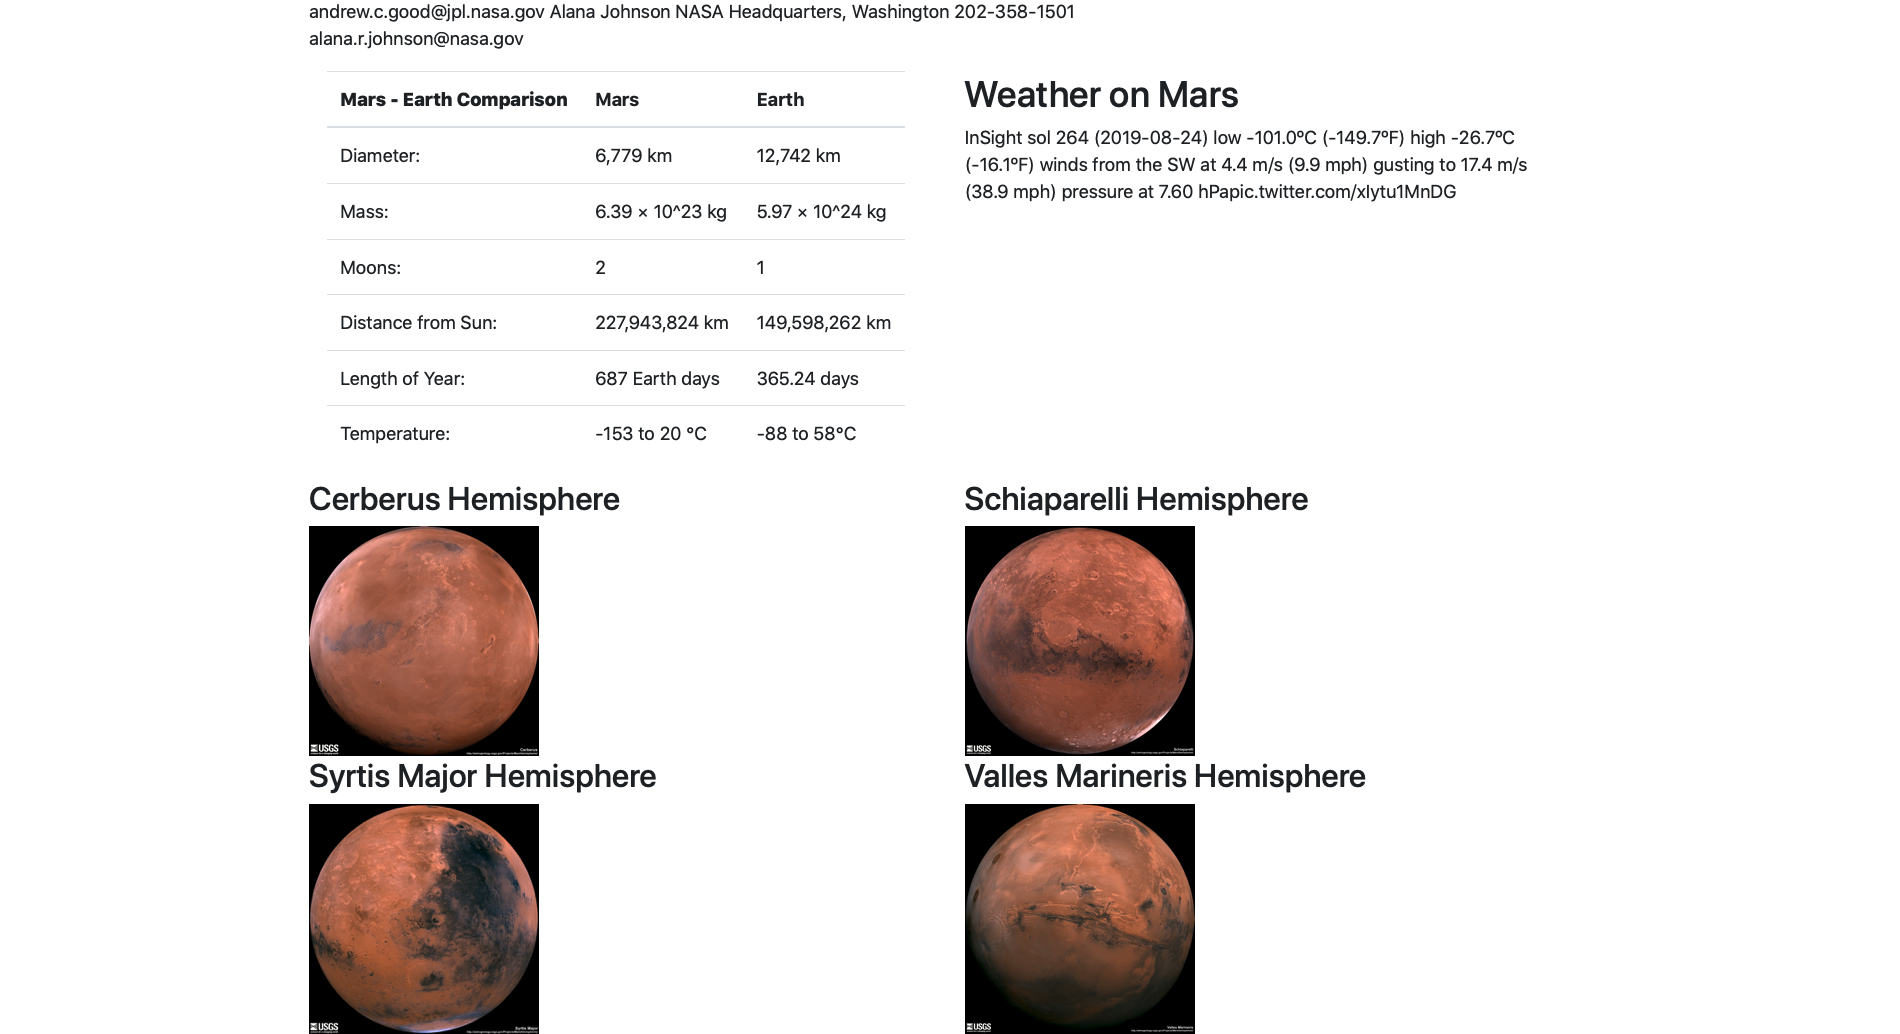 andrew.c.good@jpl.nasa.gov Alana Johnson NASA Headquarters, Washington 202-358-1501
alana.r.johnson@nasa.gov
Mars - Earth Comparison Mars Earth
Diameter: 6,779 km 12,742 km
Mass: 6.39 × 10^23 kg 5.97 × 10^24 kg
Moons: 2 1
Distance from Sun: 227,943,824 km 149,598,262 km
Length of Year: 687 Earth days 365.24 days
Temperature: -153 to 20 °C -88 to 58°C
Weather on Mars
InSight sol 264 (2019-08-24) low -101.0ºC (-149.7ºF) high -26.7ºC
(-16.1ºF) winds from the SW at 4.4 m/s (9.9 mph) gusting to 17.4 m/s
(38.9 mph) pressure at 7.60 hPapic.twitter.com/xlytu1MnDG
Cerberus Hemisphere
USGS
Cerberus
Schiaparelli Hemisphere
USGS
Schiaparelli
Syrtis Major Hemisphere
USGS
Syrtis Major
Valles Marineris Hemisphere
USGS
Valles Marineris